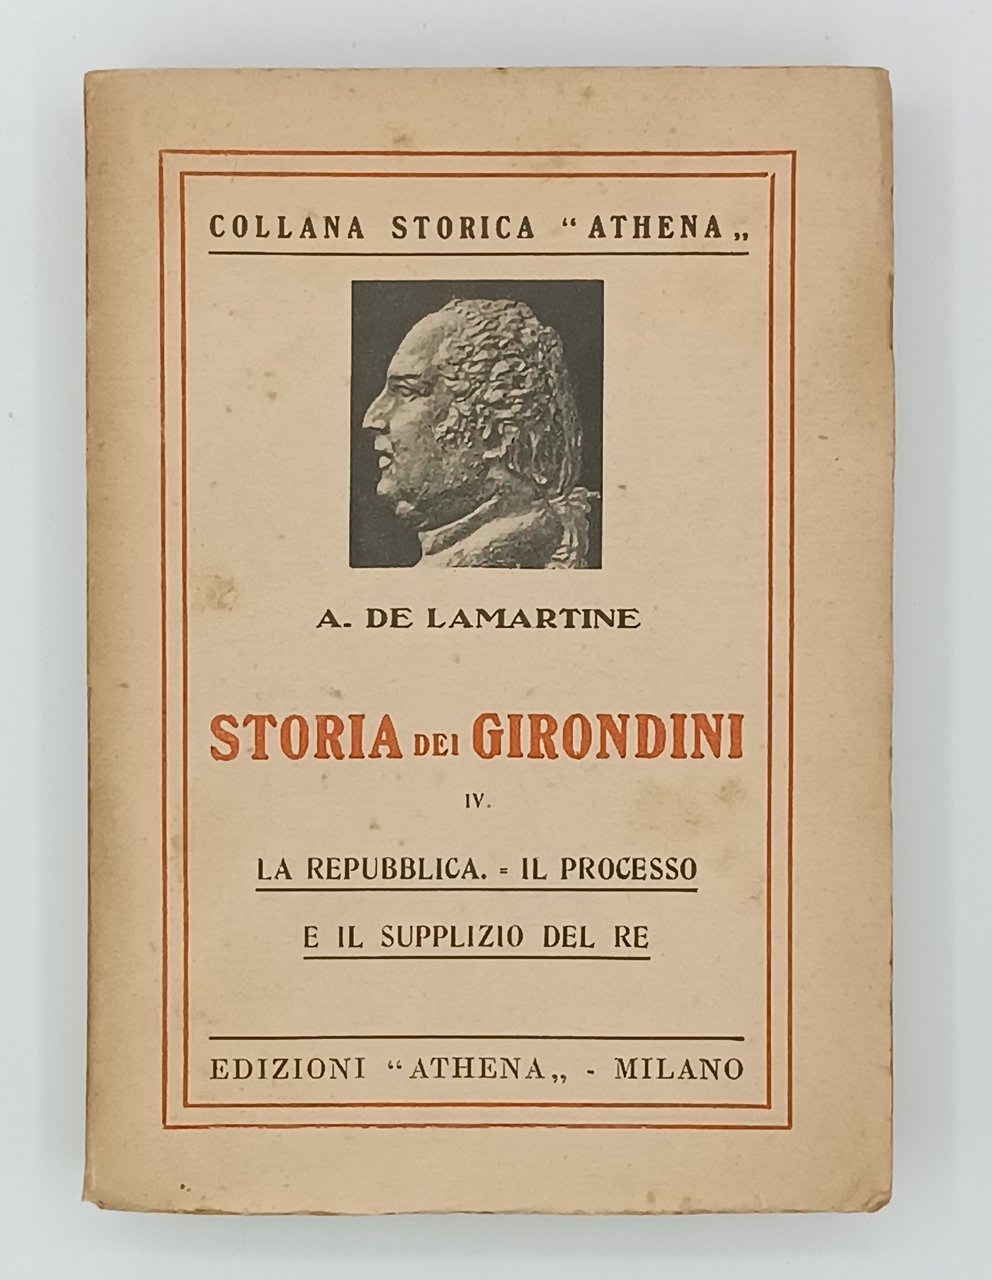 COLLANA STORICA “ ATHENA „
A. DE LAMARTINE
STORIA DEI GIRONDINI
IV.
LA REPUBBLICA. = IL PROCESSO
E IL SUPPLIZIO DEL RE
EDIZIONI “ ATHENA „ - MILANO